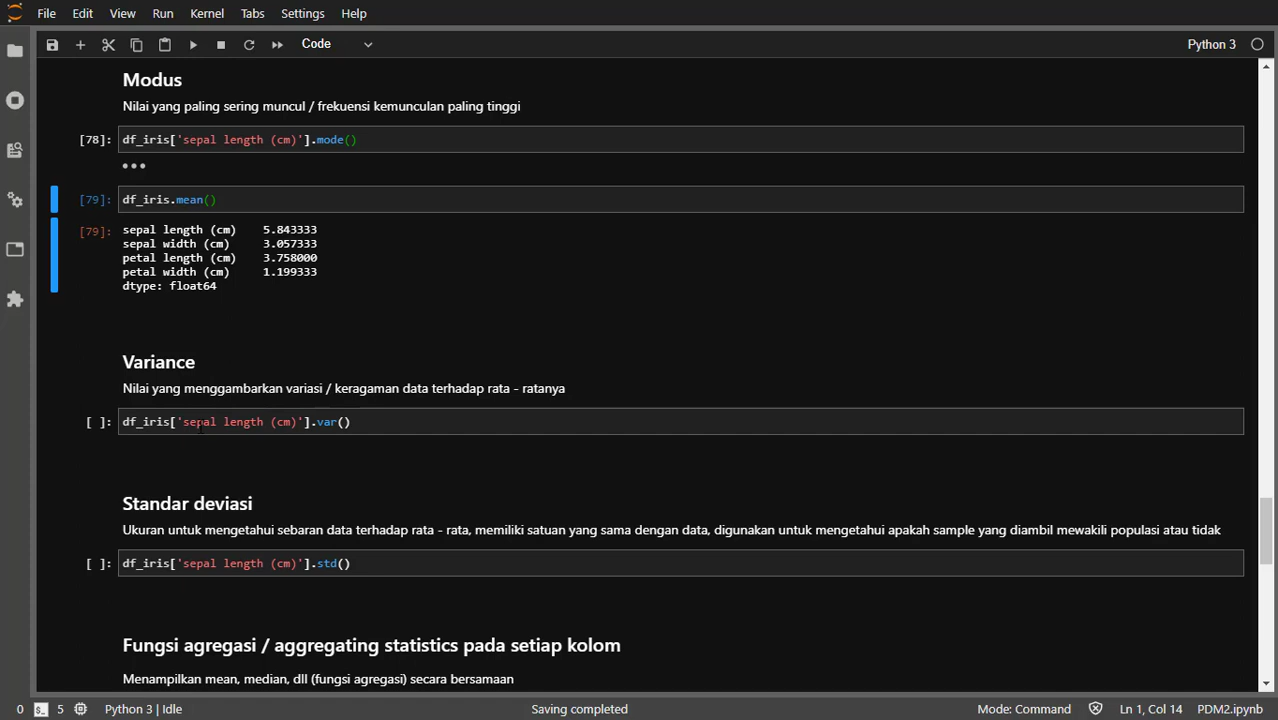 File Edit View Run Kernel Tabs Settings Help
Code Python 3
Modus
Nilai yang paling sering muncul / frekuensi kemunculan paling tinggi
[78]: df_iris['sepal length (cm)'].mode()
•••
[79]: df_iris.mean()
[79]: sepal length (cm) 5.843333
sepal width (cm) 3.057333
petal length (cm) 3.758000
petal width (cm) 1.199333
dtype: float64
Variance
Nilai yang menggambarkan variasi / keragaman data terhadap rata - ratanya
[ ]: df_iris['sepal length (cm)'].var()
Standar deviasi
Ukuran untuk mengetahui sebaran data terhadap rata - rata, memiliki satuan yang sama dengan data, digunakan untuk mengetahui apakah sample yang diambil mewakili populasi atau tidak
[ ]: df_iris['sepal length (cm)'].std()
Fungsi agregasi / aggregating statistics pada setiap kolom
Menampilkan mean, median, dll (fungsi agregasi) secara bersamaan
0 5 Python 3 | Idle Saving completed Mode: Command Ln 1, Col 14 PDM2.ipynb